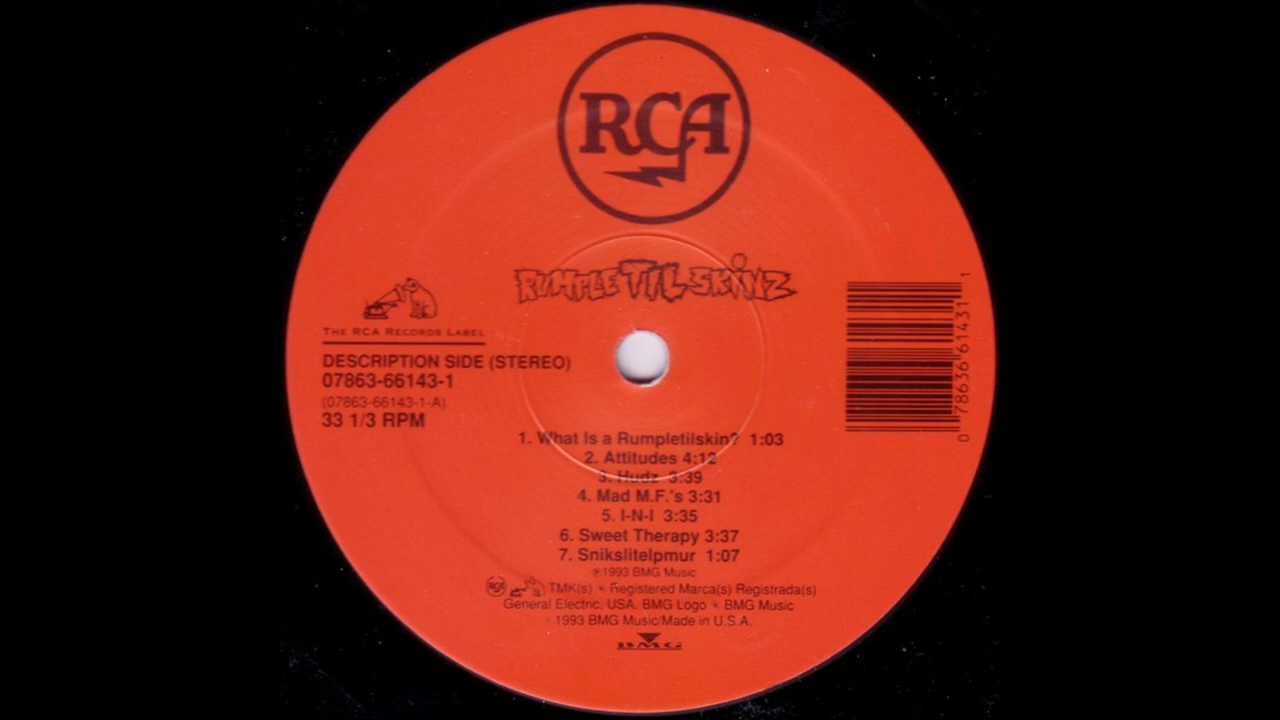 RCA
RUMPLETILSKINZ
THE RCA RECORDS LABEL
DESCRIPTION SIDE (STEREO)
07863-66143-1
(07863-66143-1-A)
33 1/3 RPM
0 78636 61431 1
1. What Is a Rumpletilskin? 1:03
2. Attitudes 4:12
3. Hudz 3:39
4. Mad M.F.'s 3:31
5. I-N-I 3:35
6. Sweet Therapy 3:37
7. Snikslitelpmur 1:07
℗1993 BMG Music
RCA TMK(s) ® Registered Marca(s) Registrada(s)
General Electric, USA. BMG Logo ® BMG Music
1993 BMG Music/Made in U.S.A.
BMG